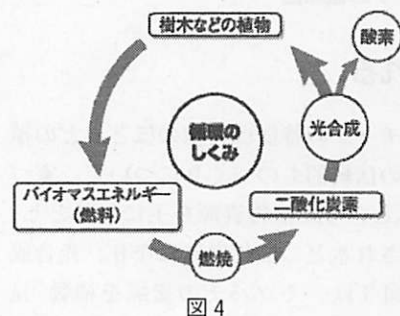 樹木などの植物
酸素
循環の
しくみ
光合成
バイオマスエネルギー
(燃料)
二酸化炭素
燃焼
図4